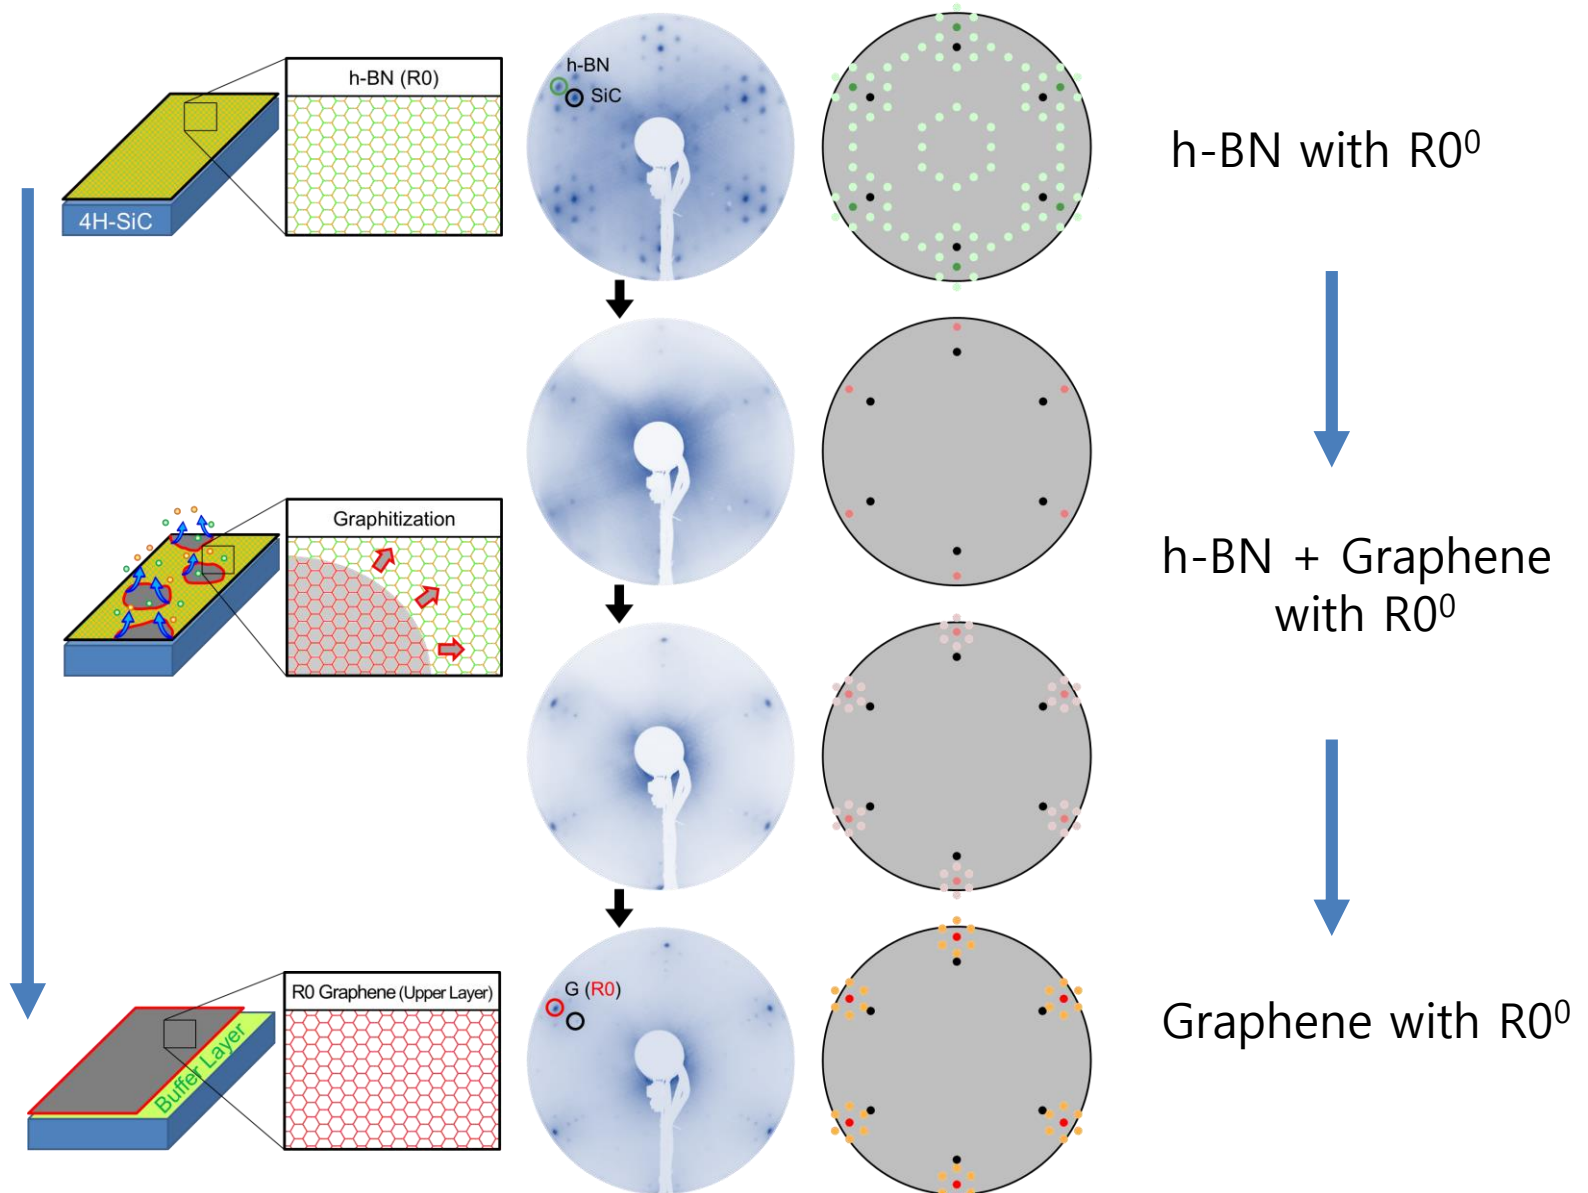 h-BN (R0)
4H-SiC
h-BN
SiC
h-BN with R0⁰
Graphitization
h-BN + Graphene
with R0⁰
R0 Graphene (Upper Layer)
Buffer Layer
G (R0)
Graphene with R0⁰